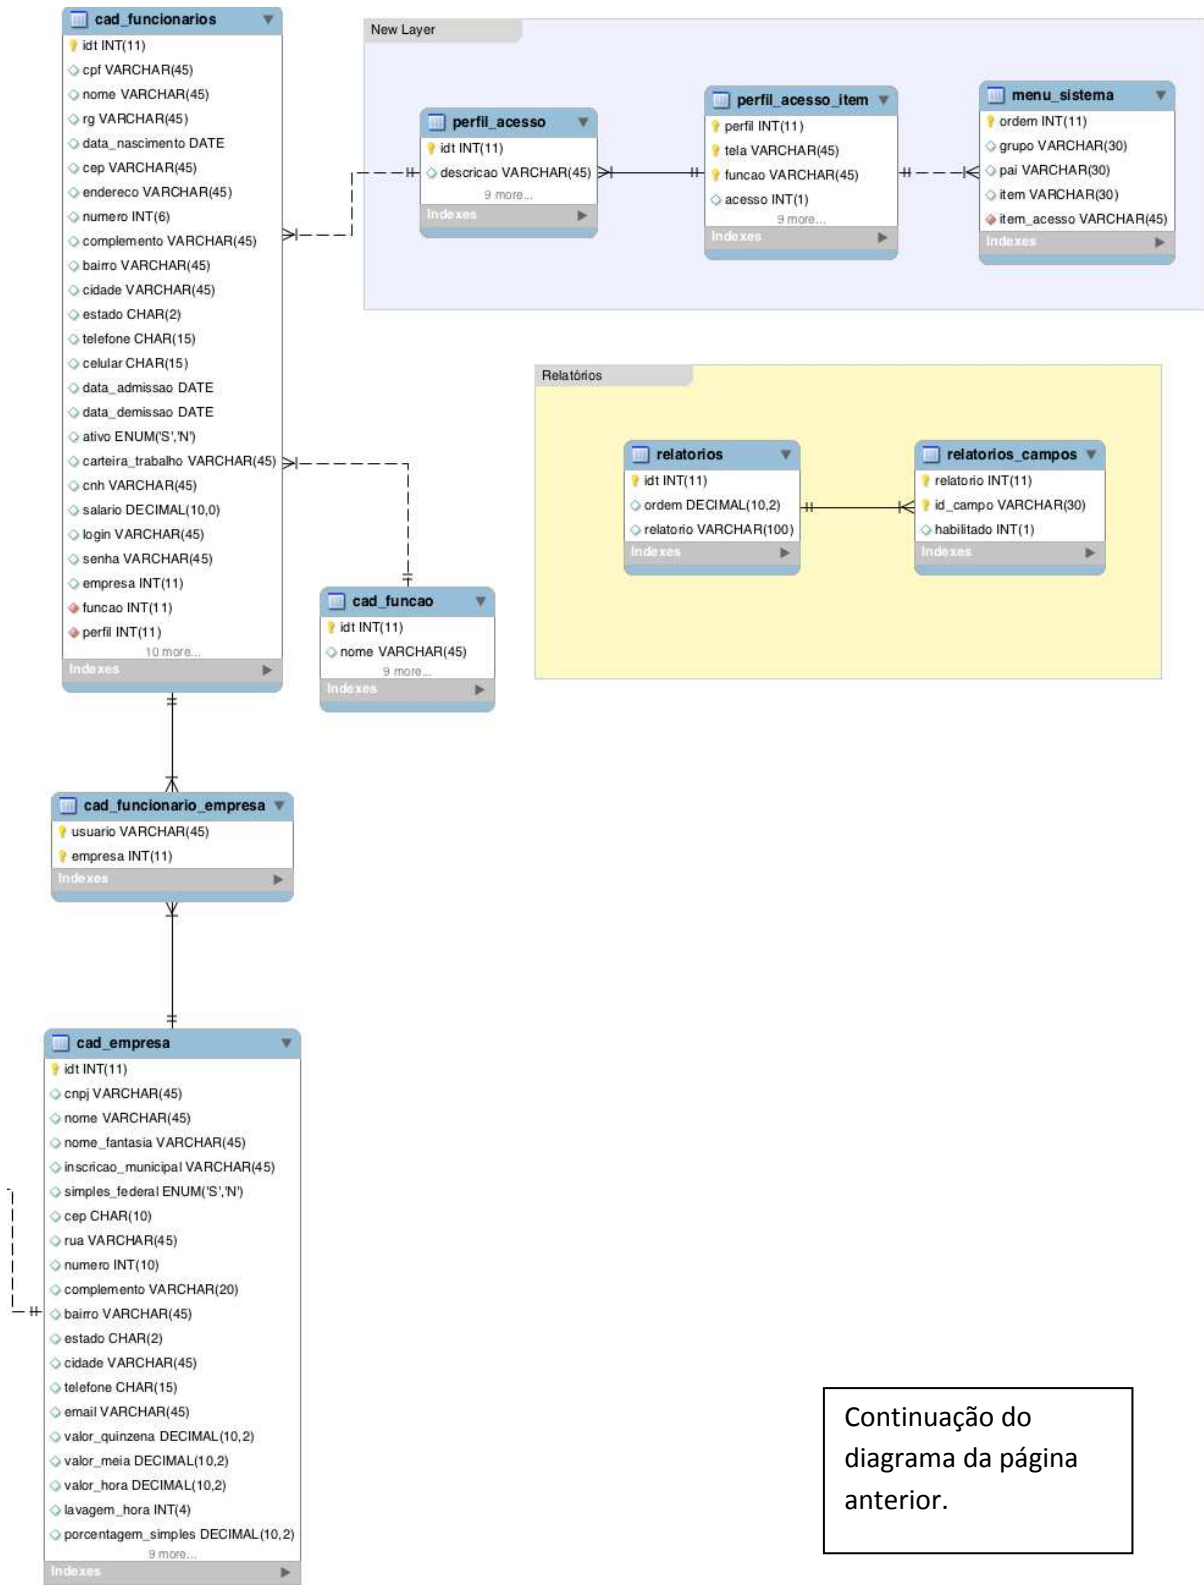 cad_funcionarios
idt INT(11)
cpf VARCHAR(45)
nome VARCHAR(45)
rg VARCHAR(45)
data_nascimento DATE
cep VARCHAR(45)
endereco VARCHAR(45)
numero INT(6)
complemento VARCHAR(45)
bairro VARCHAR(45)
cidade VARCHAR(45)
estado CHAR(2)
telefone CHAR(15)
celular CHAR(15)
data_admissao DATE
data_demissao DATE
ativo ENUM('S','N')
carteira_trabalho VARCHAR(45)
cnh VARCHAR(45)
salario DECIMAL(10,0)
login VARCHAR(45)
senha VARCHAR(45)
empresa INT(11)
funcao INT(11)
perfil INT(11)
10 more...
Indexes
New Layer
perfil_acesso
idt INT(11)
descricao VARCHAR(45)
9 more...
Indexes
perfil_acesso_item
perfil INT(11)
tela VARCHAR(45)
funcao VARCHAR(45)
acesso INT(1)
9 more...
Indexes
menu_sistema
ordem INT(11)
grupo VARCHAR(30)
pai VARCHAR(30)
item VARCHAR(30)
item_acesso VARCHAR(45)
Indexes
Relatórios
relatorios
idt INT(11)
ordem DECIMAL(10,2)
relatorio VARCHAR(100)
Indexes
relatorios_campos
relatorio INT(11)
id_campo VARCHAR(30)
habilitado INT(1)
Indexes
cad_funcao
idt INT(11)
nome VARCHAR(45)
9 more...
Indexes
cad_funcionario_empresa
usuario VARCHAR(45)
empresa INT(11)
Indexes
cad_empresa
idt INT(11)
cnpj VARCHAR(45)
nome VARCHAR(45)
nome_fantasia VARCHAR(45)
inscricao_municipal VARCHAR(45)
simples_federal ENUM('S','N')
cep CHAR(10)
rua VARCHAR(45)
numero INT(10)
complemento VARCHAR(20)
bairro VARCHAR(45)
estado CHAR(2)
cidade VARCHAR(45)
telefone CHAR(15)
email VARCHAR(45)
valor_quinzena DECIMAL(10,2)
valor_meia DECIMAL(10,2)
valor_hora DECIMAL(10,2)
lavagem_hora INT(4)
porcentagem_simples DECIMAL(10,2)
9 more...
Indexes
Continuação do
diagrama da página
anterior.